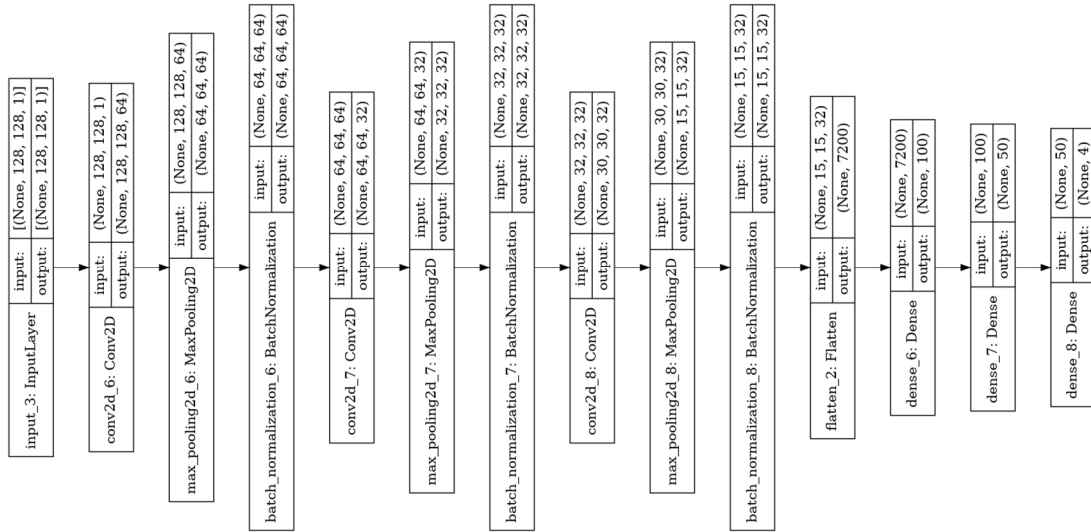 input_3: InputLayer
input: [(None, 128, 128, 1)]
output: [(None, 128, 128, 1)]
conv2d_6: Conv2D
input: (None, 128, 128, 1)
output: (None, 128, 128, 64)
max_pooling2d_6: MaxPooling2D
input: (None, 128, 128, 64)
output: (None, 64, 64, 64)
batch_normalization_6: BatchNormalization
input: (None, 64, 64, 64)
output: (None, 64, 64, 64)
conv2d_7: Conv2D
input: (None, 64, 64, 64)
output: (None, 64, 64, 32)
max_pooling2d_7: MaxPooling2D
input: (None, 64, 64, 32)
output: (None, 32, 32, 32)
batch_normalization_7: BatchNormalization
input: (None, 32, 32, 32)
output: (None, 32, 32, 32)
conv2d_8: Conv2D
input: (None, 32, 32, 32)
output: (None, 30, 30, 32)
max_pooling2d_8: MaxPooling2D
input: (None, 30, 30, 32)
output: (None, 15, 15, 32)
batch_normalization_8: BatchNormalization
input: (None, 15, 15, 32)
output: (None, 15, 15, 32)
flatten_2: Flatten
input: (None, 15, 15, 32)
output: (None, 7200)
dense_6: Dense
input: (None, 7200)
output: (None, 100)
dense_7: Dense
input: (None, 100)
output: (None, 50)
dense_8: Dense
input: (None, 50)
output: (None, 4)